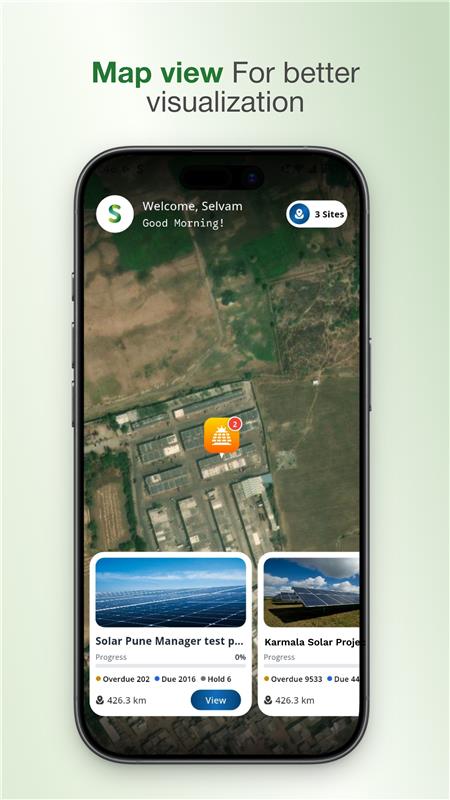 Map view For better
visualization
S
Welcome, Selvam
Good Morning!
3 Sites
2
Solar Pune Manager test p...
Progress
0%
Overdue 202
Due 2016
Hold 6
426.3 km
View
Karmala Solar Projec
Progress
Overdue 9533
Due 44
426.3 km